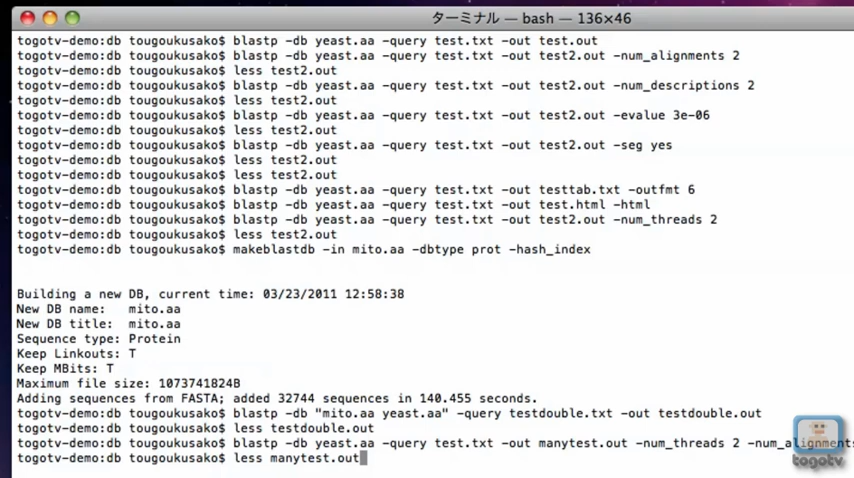 ターミナル — bash — 136×46
togotv-demo:db tougoukusako$ blastp -db yeast.aa -query test.txt -out test.out
togotv-demo:db tougoukusako$ blastp -db yeast.aa -query test.txt -out test2.out -num_alignments 2
togotv-demo:db tougoukusako$ less test2.out
togotv-demo:db tougoukusako$ blastp -db yeast.aa -query test.txt -out test2.out -num_descriptions 2
togotv-demo:db tougoukusako$ less test2.out
togotv-demo:db tougoukusako$ blastp -db yeast.aa -query test.txt -out test2.out -evalue 3e-06
togotv-demo:db tougoukusako$ less test2.out
togotv-demo:db tougoukusako$ blastp -db yeast.aa -query test.txt -out test2.out -seg yes
togotv-demo:db tougoukusako$ less test2.out
togotv-demo:db tougoukusako$ less test2.out
togotv-demo:db tougoukusako$ blastp -db yeast.aa -query test.txt -out testtab.txt -outfmt 6
togotv-demo:db tougoukusako$ blastp -db yeast.aa -query test.txt -out test.html -html
togotv-demo:db tougoukusako$ blastp -db yeast.aa -query test.txt -out test2.out -num_threads 2
togotv-demo:db tougoukusako$ less test2.out
togotv-demo:db tougoukusako$ makeblastdb -in mito.aa -dbtype prot -hash_index
Building a new DB, current time: 03/23/2011 12:58:38
New DB name: mito.aa
New DB title: mito.aa
Sequence type: Protein
Keep Linkouts: T
Keep MBits: T
Maximum file size: 1073741824B
Adding sequences from FASTA; added 32744 sequences in 140.455 seconds.
togotv-demo:db tougoukusako$ blastp -db "mito.aa yeast.aa" -query testdouble.txt -out testdouble.out
togotv-demo:db tougoukusako$ less testdouble.out
togotv-demo:db tougoukusako$ blastp -db yeast.aa -query test.txt -out manytest.out -num_threads 2 -num_alignments
togotv-demo:db tougoukusako$ less manytest.out
togotv